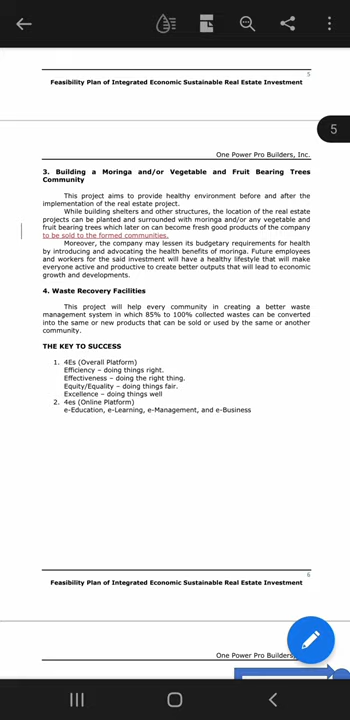 5
Feasibility Plan of Integrated Economic Sustainable Real Estate Investment
5
One Power Pro Builders, Inc.
3. Building a Moringa and/or Vegetable and Fruit Bearing Trees
Community
This project aims to provide healthy environment before and after the
implementation of the real estate project.
While building shelters and other structures, the location of the real estate
projects can be planted and surrounded with moringa and/or any vegetable and
fruit bearing trees which later on can become fresh good products of the company
to be sold to the formed communities.
Moreover, the company may lessen its budgetary requirements for health
by introducing and advocating the health benefits of moringa. Future employees
and workers for the said investment will have a healthy lifestyle that will make
everyone active and productive to create better outputs that will lead to economic
growth and developments.
4. Waste Recovery Facilities
This project will help every community in creating a better waste
management system in which 85% to 100% collected wastes can be converted
into the same or new products that can be sold or used by the same or another
community.
THE KEY TO SUCCESS
1. 4Es (Overall Platform)
Efficiency – doing things right.
Effectiveness – doing the right thing.
Equity/Equality – doing things fair.
Excellence – doing things well
2. 4es (Online Platform)
e-Education, e-Learning, e-Management, and e-Business
6
Feasibility Plan of Integrated Economic Sustainable Real Estate Investment
One Power Pro Builders,